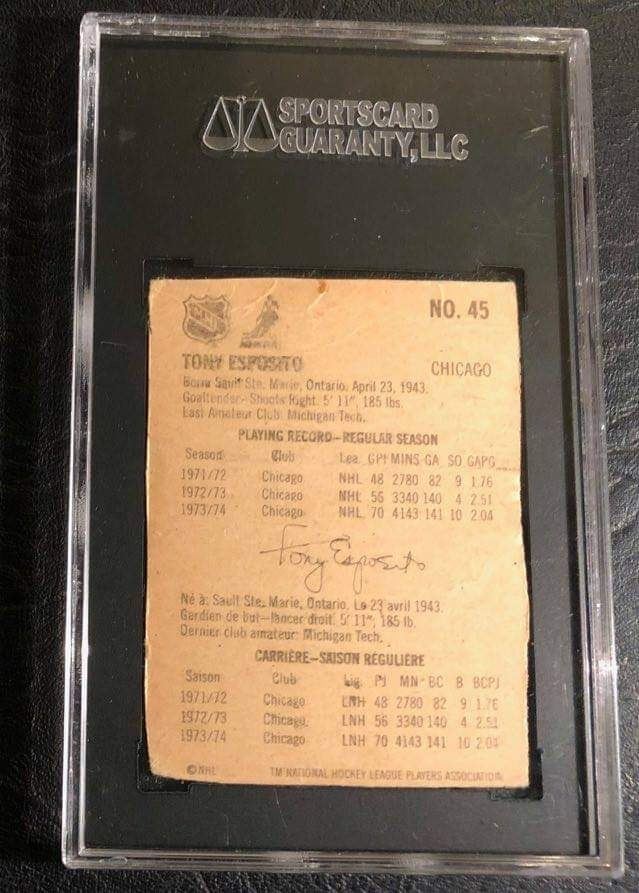 SPORTSCARD
GUARANTY, LLC
NHL
NO. 45
TONY ESPOSITO
CHICAGO
Born Sault Ste. Marie, Ontario. April 23, 1943.
Goaltender-Shoots Right. 5' 11", 185 lbs.
Last Amateur Club: Michigan Tech.
PLAYING RECORD-REGULAR SEASON
Season Club Lea. GPI MINS GA SO GAPG
1971/72 Chicago NHL 48 2780 82 9 1.76
1972/73 Chicago NHL 56 3340 140 4 2.51
1973/74 Chicago NHL 70 4143 141 10 2.04
Tony Esposito
Né à: Sault Ste. Marie, Ontario. Le 23 avril 1943.
Gardien de but-lancer droit. 5' 11", 185 lb.
Dernier club amateur: Michigan Tech.
CARRIÈRE-SAISON RÉGULIÈRE
Saison Club Lig. PJ MN BC B BCPJ
1971/72 Chicago LNH 48 2780 82 9 1.76
1972/73 Chicago LNH 56 3340 140 4 2.51
1973/74 Chicago LNH 70 4143 141 10 2.04
© NHL TM NATIONAL HOCKEY LEAGUE PLAYERS ASSOCIATION